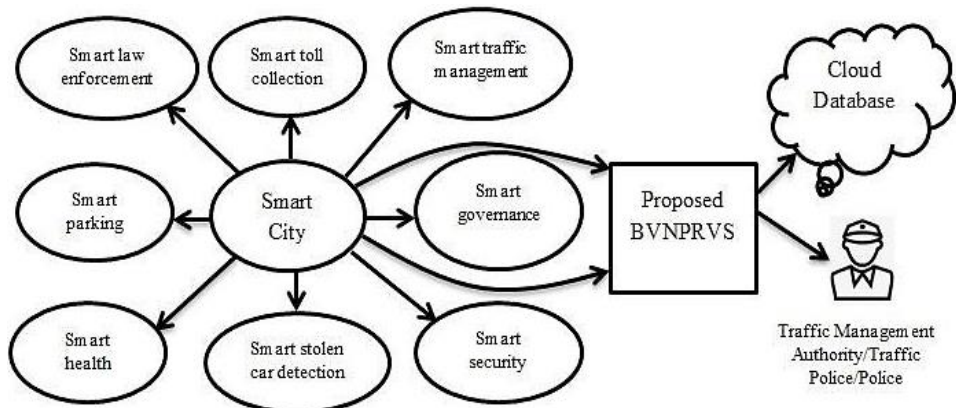 Smart law
enforcement
Smart toll
collection
Smart traffic
management
Cloud
Database
Smart
parking
Smart
City
Smart
governance
Proposed
BVNPRVS
Smart
health
Smart stolen
car detection
Smart
security
Traffic Management
Authority/Traffic
Police/Police